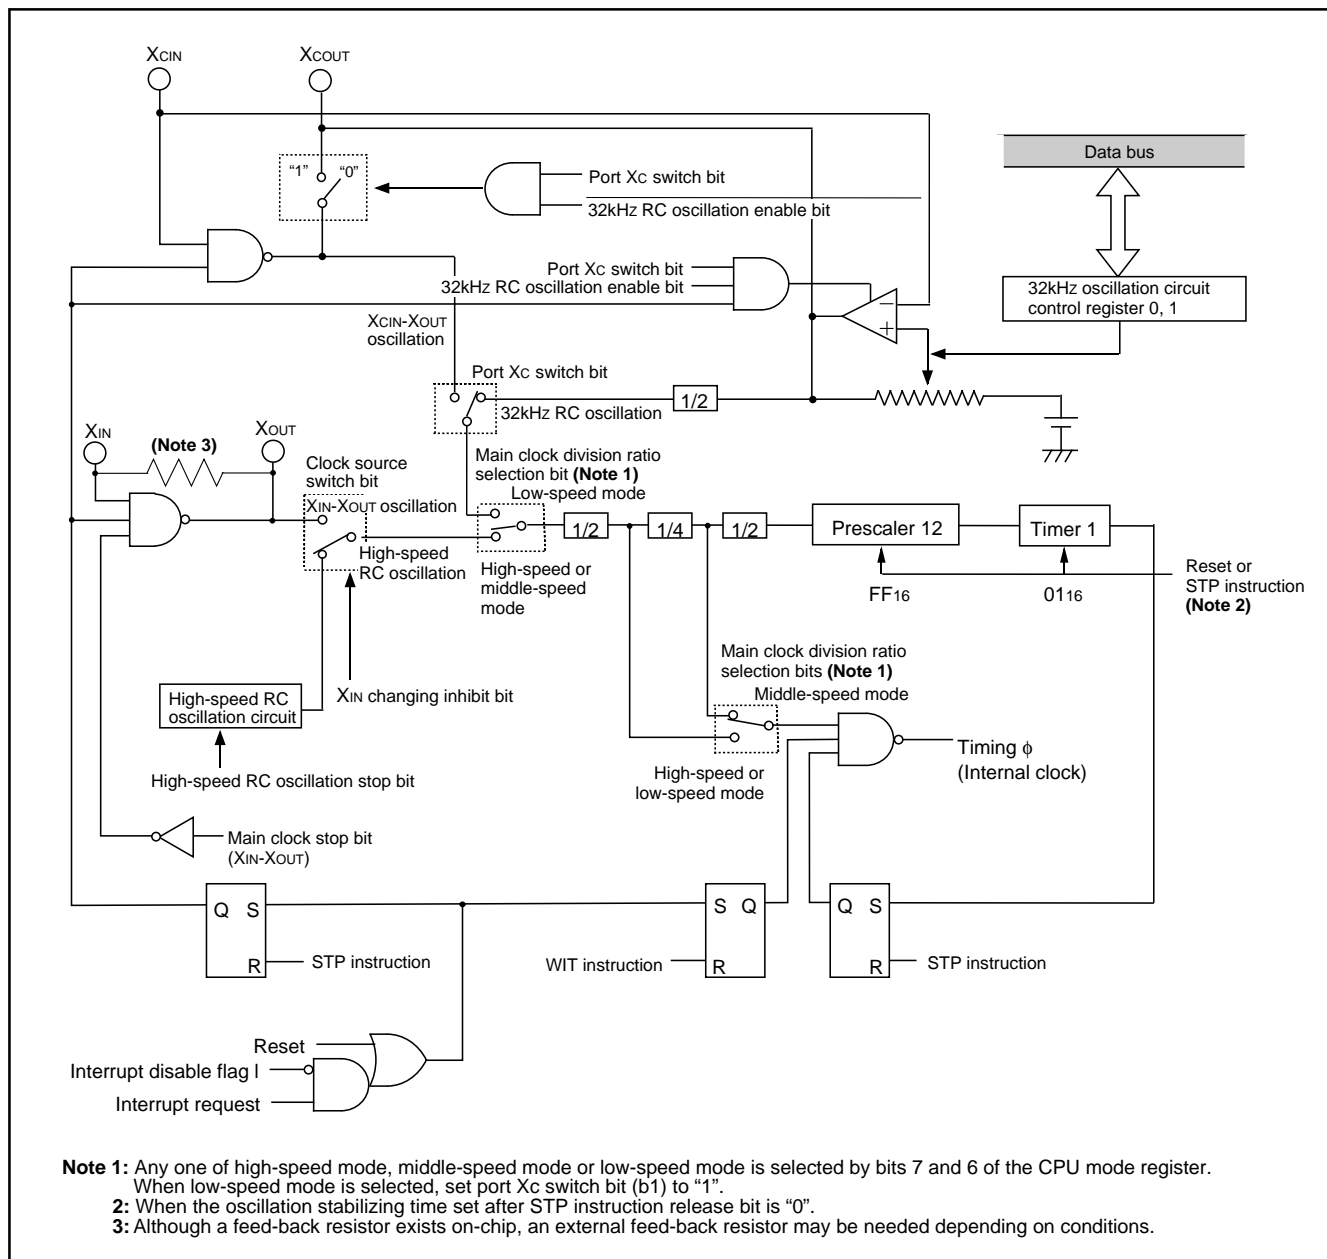 XCIN
XCOUT
Data bus
“1”
“0”
Port XC switch bit
32kHz RC oscillation enable bit
Port XC switch bit
32kHz RC oscillation enable bit
−
+
32kHz oscillation circuit
control register 0, 1
XCIN-XOUT
oscillation
Port XC switch bit
1/2
32kHz RC oscillation
XIN
(Note 3)
XOUT
Clock source
switch bit
XIN-XOUT oscillation
High-speed
RC oscillation
Main clock division ratio
selection bit (Note 1)
Low-speed mode
High-speed or
middle-speed
mode
1/2
1/4
1/2
Prescaler 12
Timer 1
FF16
0116
Reset or
STP instruction
(Note 2)
High-speed RC
oscillation circuit
XIN changing inhibit bit
High-speed RC oscillation stop bit
Main clock division ratio
selection bits (Note 1)
Middle-speed mode
High-speed or
low-speed mode
Timing ϕ
(Internal clock)
Main clock stop bit
(XIN-XOUT)
Q S
R
STP instruction
S Q
R
WIT instruction
Q S
R
STP instruction
Reset
Interrupt disable flag I
Interrupt request
Note 1: Any one of high-speed mode, middle-speed mode or low-speed mode is selected by bits 7 and 6 of the CPU mode register.
When low-speed mode is selected, set port Xc switch bit (b1) to “1”.
2: When the oscillation stabilizing time set after STP instruction release bit is “0”.
3: Although a feed-back resistor exists on-chip, an external feed-back resistor may be needed depending on conditions.